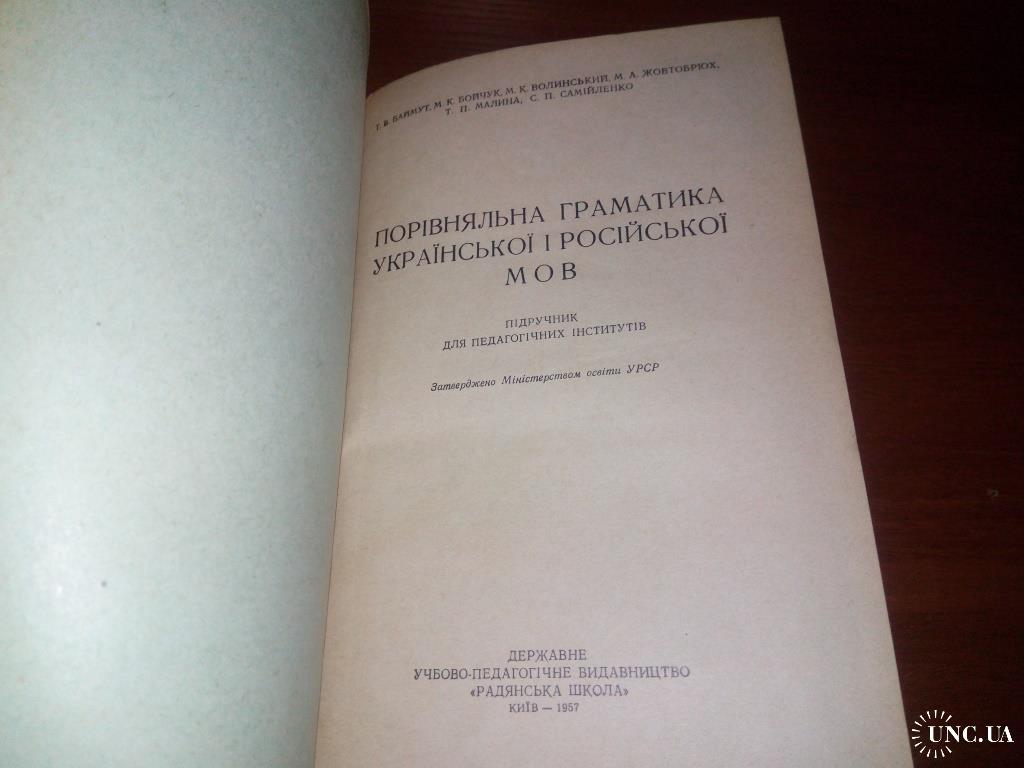 Т. В. БАЙМУТ, М. К. БОЙЧУК, М. К. ВОЛИНСЬКИЙ, М. А. ЖОВТОБРЮХ,
Т. П. МАЛИНА, С. П. САМІЙЛЕНКО
ПОРІВНЯЛЬНА ГРАМАТИКА
УКРАЇНСЬКОЇ І РОСІЙСЬКОЇ
МОВ
ПІДРУЧНИК
ДЛЯ ПЕДАГОГІЧНИХ ІНСТИТУТІВ
Затверджено Міністерством освіти УРСР
ДЕРЖАВНЕ
УЧБОВО-ПЕДАГОГІЧНЕ ВИДАВНИЦТВО
«РАДЯНСЬКА ШКОЛА»
КИЇВ — 1957
UNC.UA